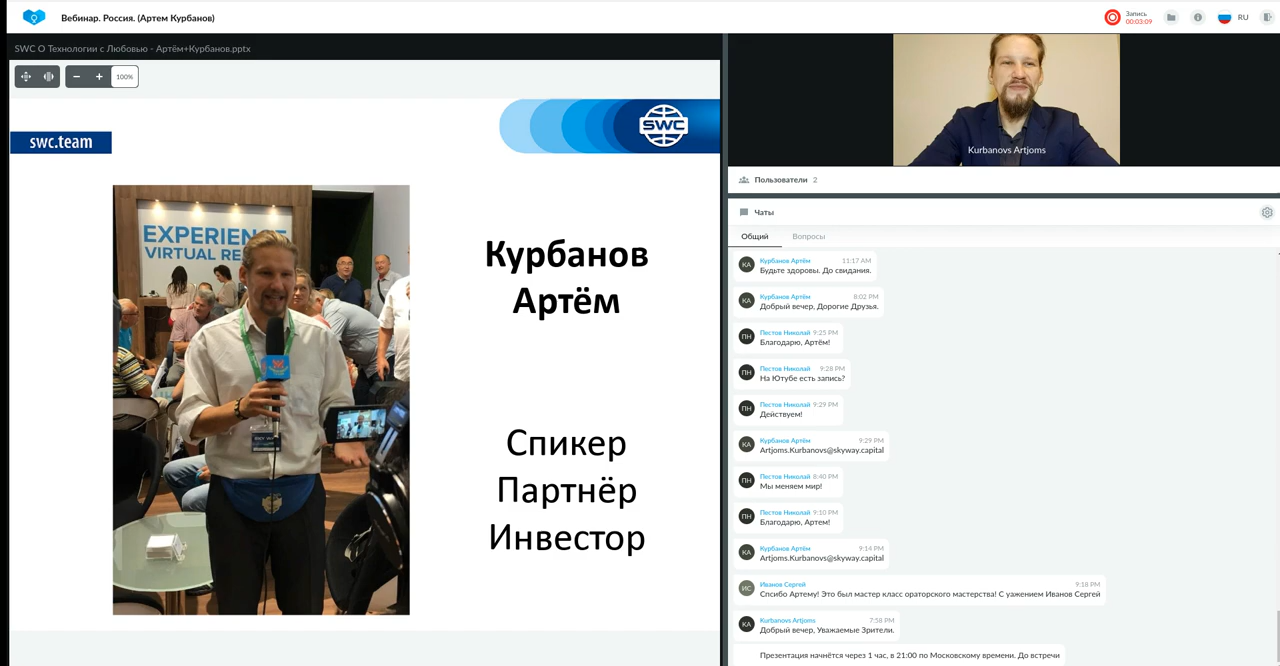 Вебинар. Россия. (Артем Курбанов)
Запись
00:03:09
RU
SWC О Технологии с Любовью - Артём+Курбанов.pptx
100%
swc.team
SWC
EXPERIENCE
VIRTUAL RE
SKY WAY
Курбанов
Артём
Спикер
Партнёр
Инвестор
Kurbanovs Artjoms
Пользователи 2
Чаты
Общий
Вопросы
КА
Курбанов Артём 11:17 AM
Будьте здоровы. До свидания.
КА
Курбанов Артём 8:02 PM
Добрый вечер, Дорогие Друзья.
ПН
Пестов Николай 9:25 PM
Благодарю, Артём!
ПН
Пестов Николай 9:28 PM
На Ютубе есть запись?
ПН
Пестов Николай 9:29 PM
Действуем!
КА
Курбанов Артём 9:29 PM
Artjoms.Kurbanovs@skyway.capital
ПН
Пестов Николай 8:40 PM
Мы меняем мир!
ПН
Пестов Николай 9:10 PM
Благодарю, Артем!
КА
Курбанов Артём 9:14 PM
Artjoms.Kurbanovs@skyway.capital
ИС
Иванов Сергей 9:18 PM
Спсибо Артему! Это был мастер класс ораторского мастерства! С уажением Иванов Сергей
KA
Kurbanovs Artjoms 7:58 PM
Добрый вечер, Уважаемые Зрители.
Презентация начнётся через 1 час, в 21:00 по Московскому времени. До встречи